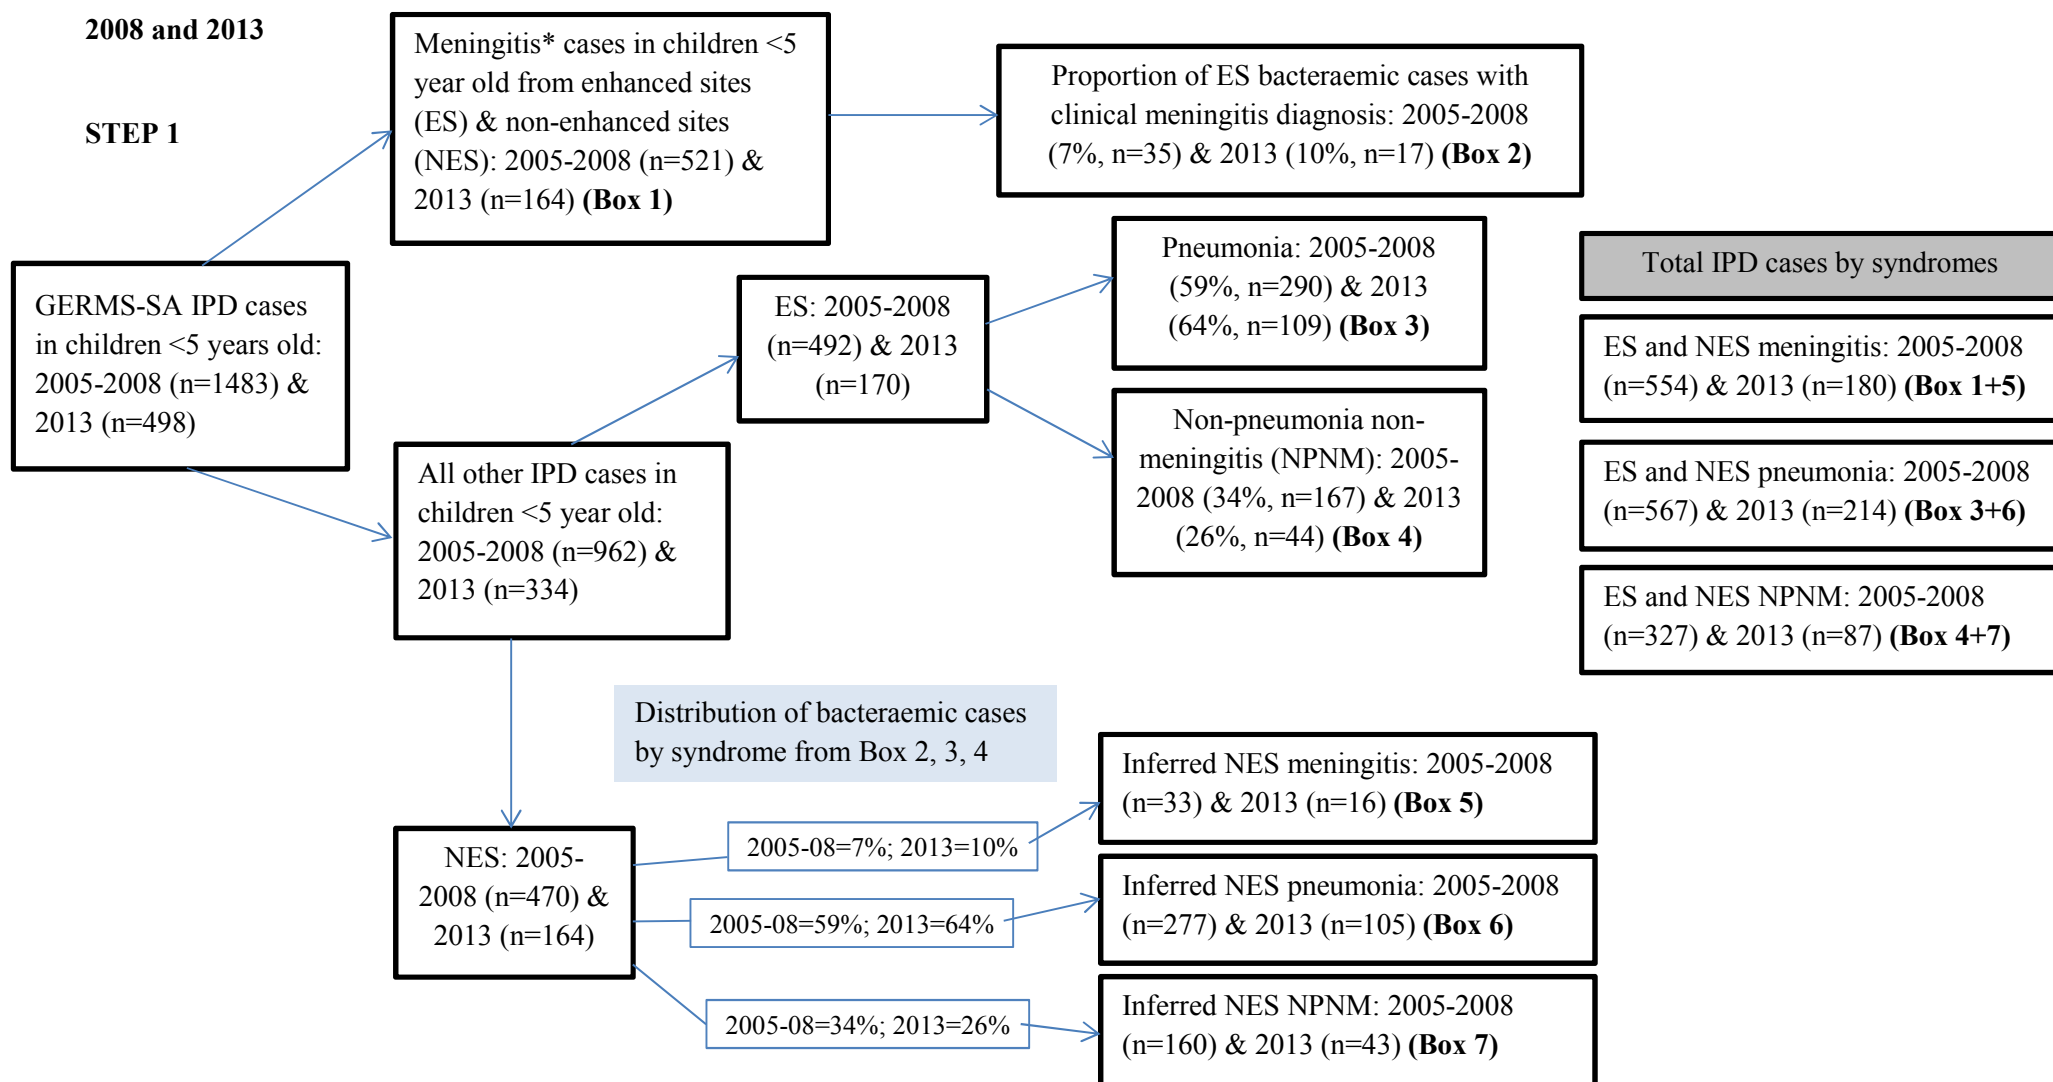 2008 and 2013
STEP 1
Meningitis* cases in children <5
year old from enhanced sites
(ES) & non-enhanced sites
(NES): 2005-2008 (n=521) &
2013 (n=164) (Box 1)
Proportion of ES bacteraemic cases with
clinical meningitis diagnosis: 2005-2008
(7%, n=35) & 2013 (10%, n=17) (Box 2)
GERMS-SA IPD cases
in children <5 years old:
2005-2008 (n=1483) &
2013 (n=498)
All other IPD cases in
children <5 year old:
2005-2008 (n=962) &
2013 (n=334)
ES: 2005-2008
(n=492) & 2013
(n=170)
Pneumonia: 2005-2008
(59%, n=290) & 2013
(64%, n=109) (Box 3)
Non-pneumonia non-
meningitis (NPNM): 2005-
2008 (34%, n=167) & 2013
(26%, n=44) (Box 4)
Total IPD cases by syndromes
ES and NES meningitis: 2005-2008
(n=554) & 2013 (n=180) (Box 1+5)
ES and NES pneumonia: 2005-2008
(n=567) & 2013 (n=214) (Box 3+6)
ES and NES NPNM: 2005-2008
(n=327) & 2013 (n=87) (Box 4+7)
Distribution of bacteraemic cases
by syndrome from Box 2, 3, 4
NES: 2005-
2008 (n=470) &
2013 (n=164)
2005-08=7%; 2013=10%
2005-08=59%; 2013=64%
2005-08=34%; 2013=26%
Inferred NES meningitis: 2005-2008
(n=33) & 2013 (n=16) (Box 5)
Inferred NES pneumonia: 2005-2008
(n=277) & 2013 (n=105) (Box 6)
Inferred NES NPNM: 2005-2008
(n=160) & 2013 (n=43) (Box 7)